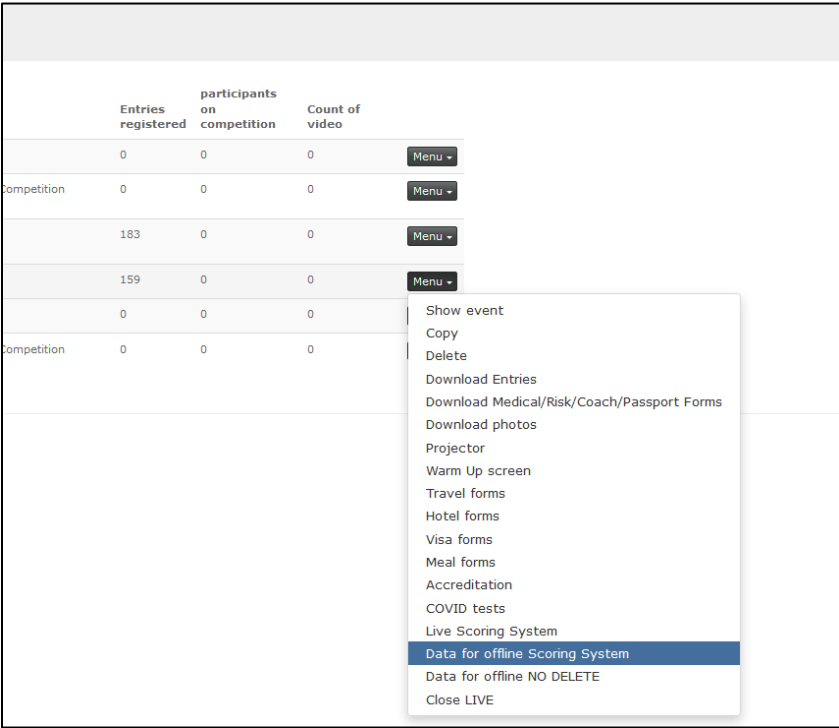 participants
Entries on Count of
registered competition video
0 0 0 Menu
Competition 0 0 0 Menu
183 0 0 Menu
159 0 0 Menu
0 0 0
Competition 0 0 0
Show event
Copy
Delete
Download Entries
Download Medical/Risk/Coach/Passport Forms
Download photos
Projector
Warm Up screen
Travel forms
Hotel forms
Visa forms
Meal forms
Accreditation
COVID tests
Live Scoring System
Data for offline Scoring System
Data for offline NO DELETE
Close LIVE